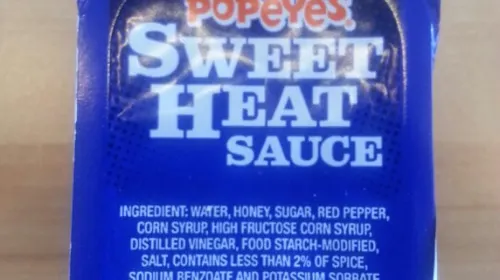 POPEYES
SWEET
HEAT
SAUCE
INGREDIENT: WATER, HONEY, SUGAR, RED PEPPER,
CORN SYRUP, HIGH FRUCTOSE CORN SYRUP,
DISTILLED VINEGAR, FOOD STARCH-MODIFIED,
SALT, CONTAINS LESS THAN 2% OF SPICE,
SODIUM BENZOATE AND POTASSIUM SORBATE